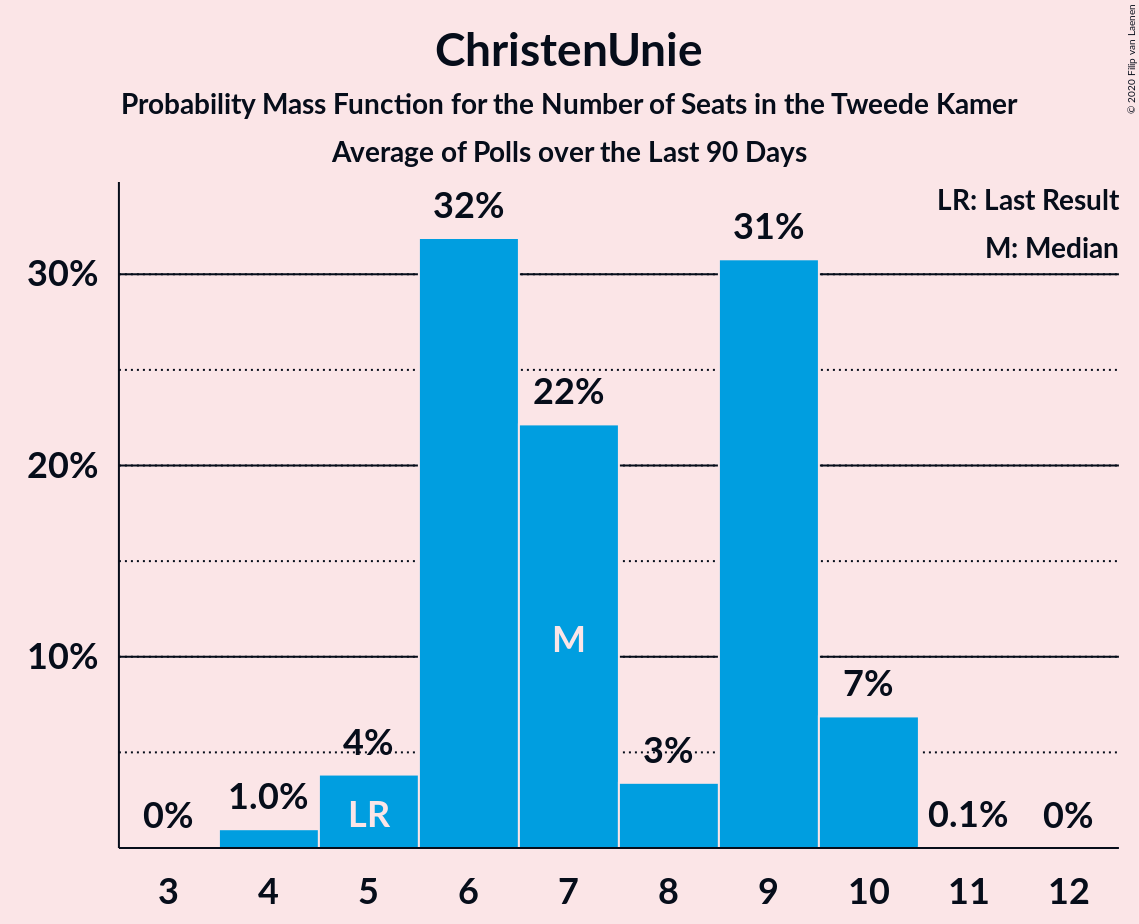 ChristenUnie
Probability Mass Function for the Number of Seats in the Tweede Kamer
Average of Polls over the Last 90 Days
© 2020 Filip van Laenen
LR: Last Result
M: Median
30%
20%
10%
0%
1.0%
4%
32%
22%
3%
31%
7%
0.1%
0%
LR
M
3 4 5 6 7 8 9 10 11 12